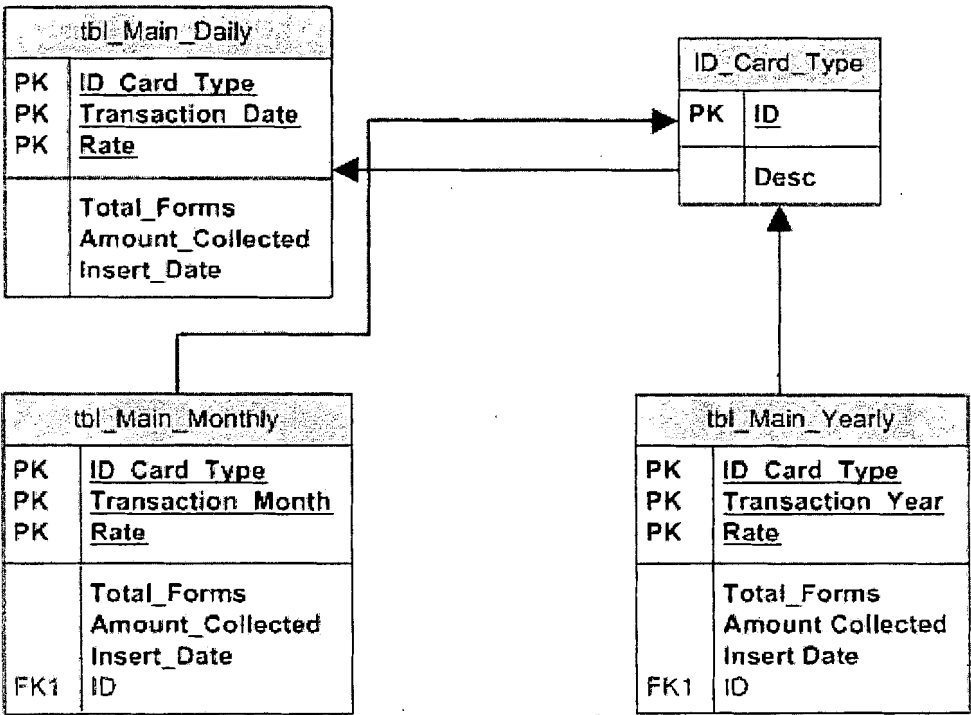 tbl_Main_Daily
PK ID_Card_Type
PK Transaction_Date
PK Rate
Total_Forms
Amount_Collected
Insert_Date
ID_Card_Type
PK ID
Desc
tbl_Main_Monthly
PK ID_Card_Type
PK Transaction_Month
PK Rate
Total_Forms
Amount_Collected
Insert_Date
FK1 ID
tbl_Main_Yearly
PK ID_Card_Type
PK Transaction_Year
PK Rate
Total_Forms
Amount Collected
Insert Date
FK1 ID